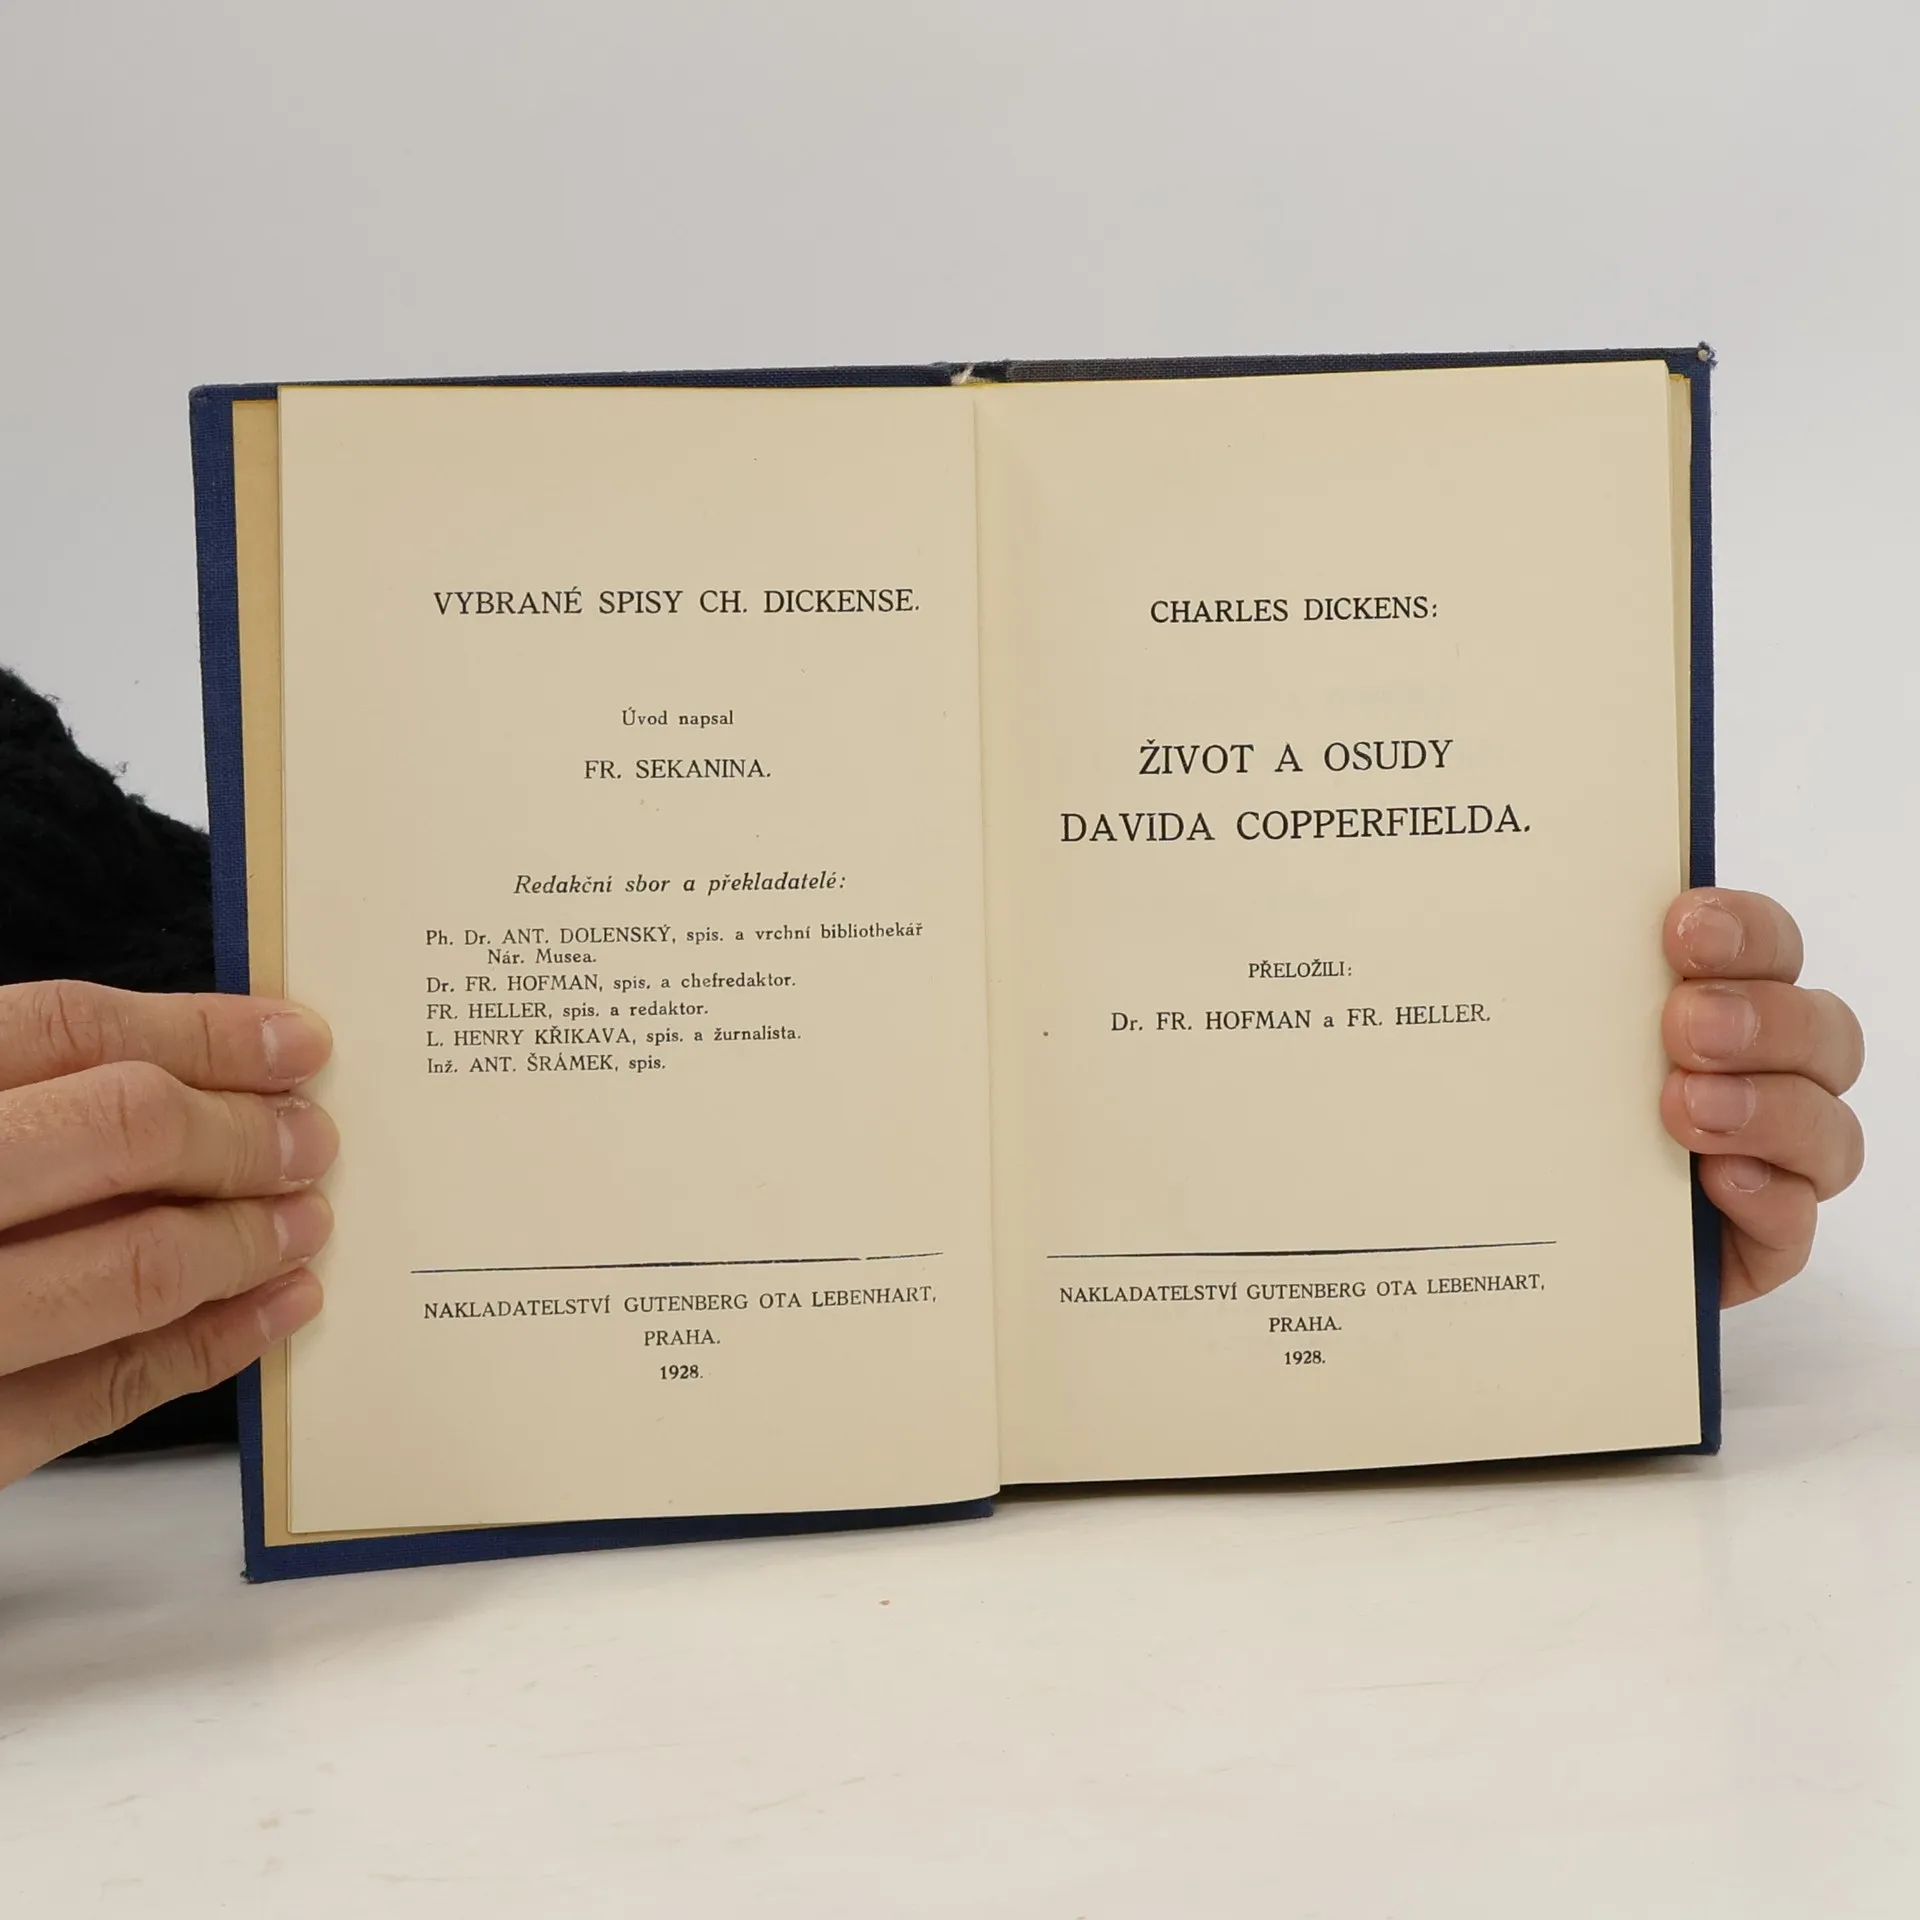 VYBRANÉ SPISY CH. DICKENSE.
Úvod napsal
FR. SEKANINA.
Redakční sbor a překladatelé:
Ph. Dr. ANT. DOLENSKÝ, spis. a vrchní bibliothekář
Nár. Musea.
Dr. FR. HOFMAN, spis. a chefredaktor.
FR. HELLER, spis. a redaktor.
L. HENRY KŘIKAVA, spis. a žurnalista.
Inž. ANT. ŠRÁMEK, spis.
NAKLADATELSTVÍ GUTENBERG OTA LEBENHART,
PRAHA.
1928.
CHARLES DICKENS:
ŽIVOT A OSUDY
DAVIDA COPPERFIELDA.
PŘELOŽILI:
Dr. FR. HOFMAN a FR. HELLER.
NAKLADATELSTVÍ GUTENBERG OTA LEBENHART,
PRAHA.
1928.